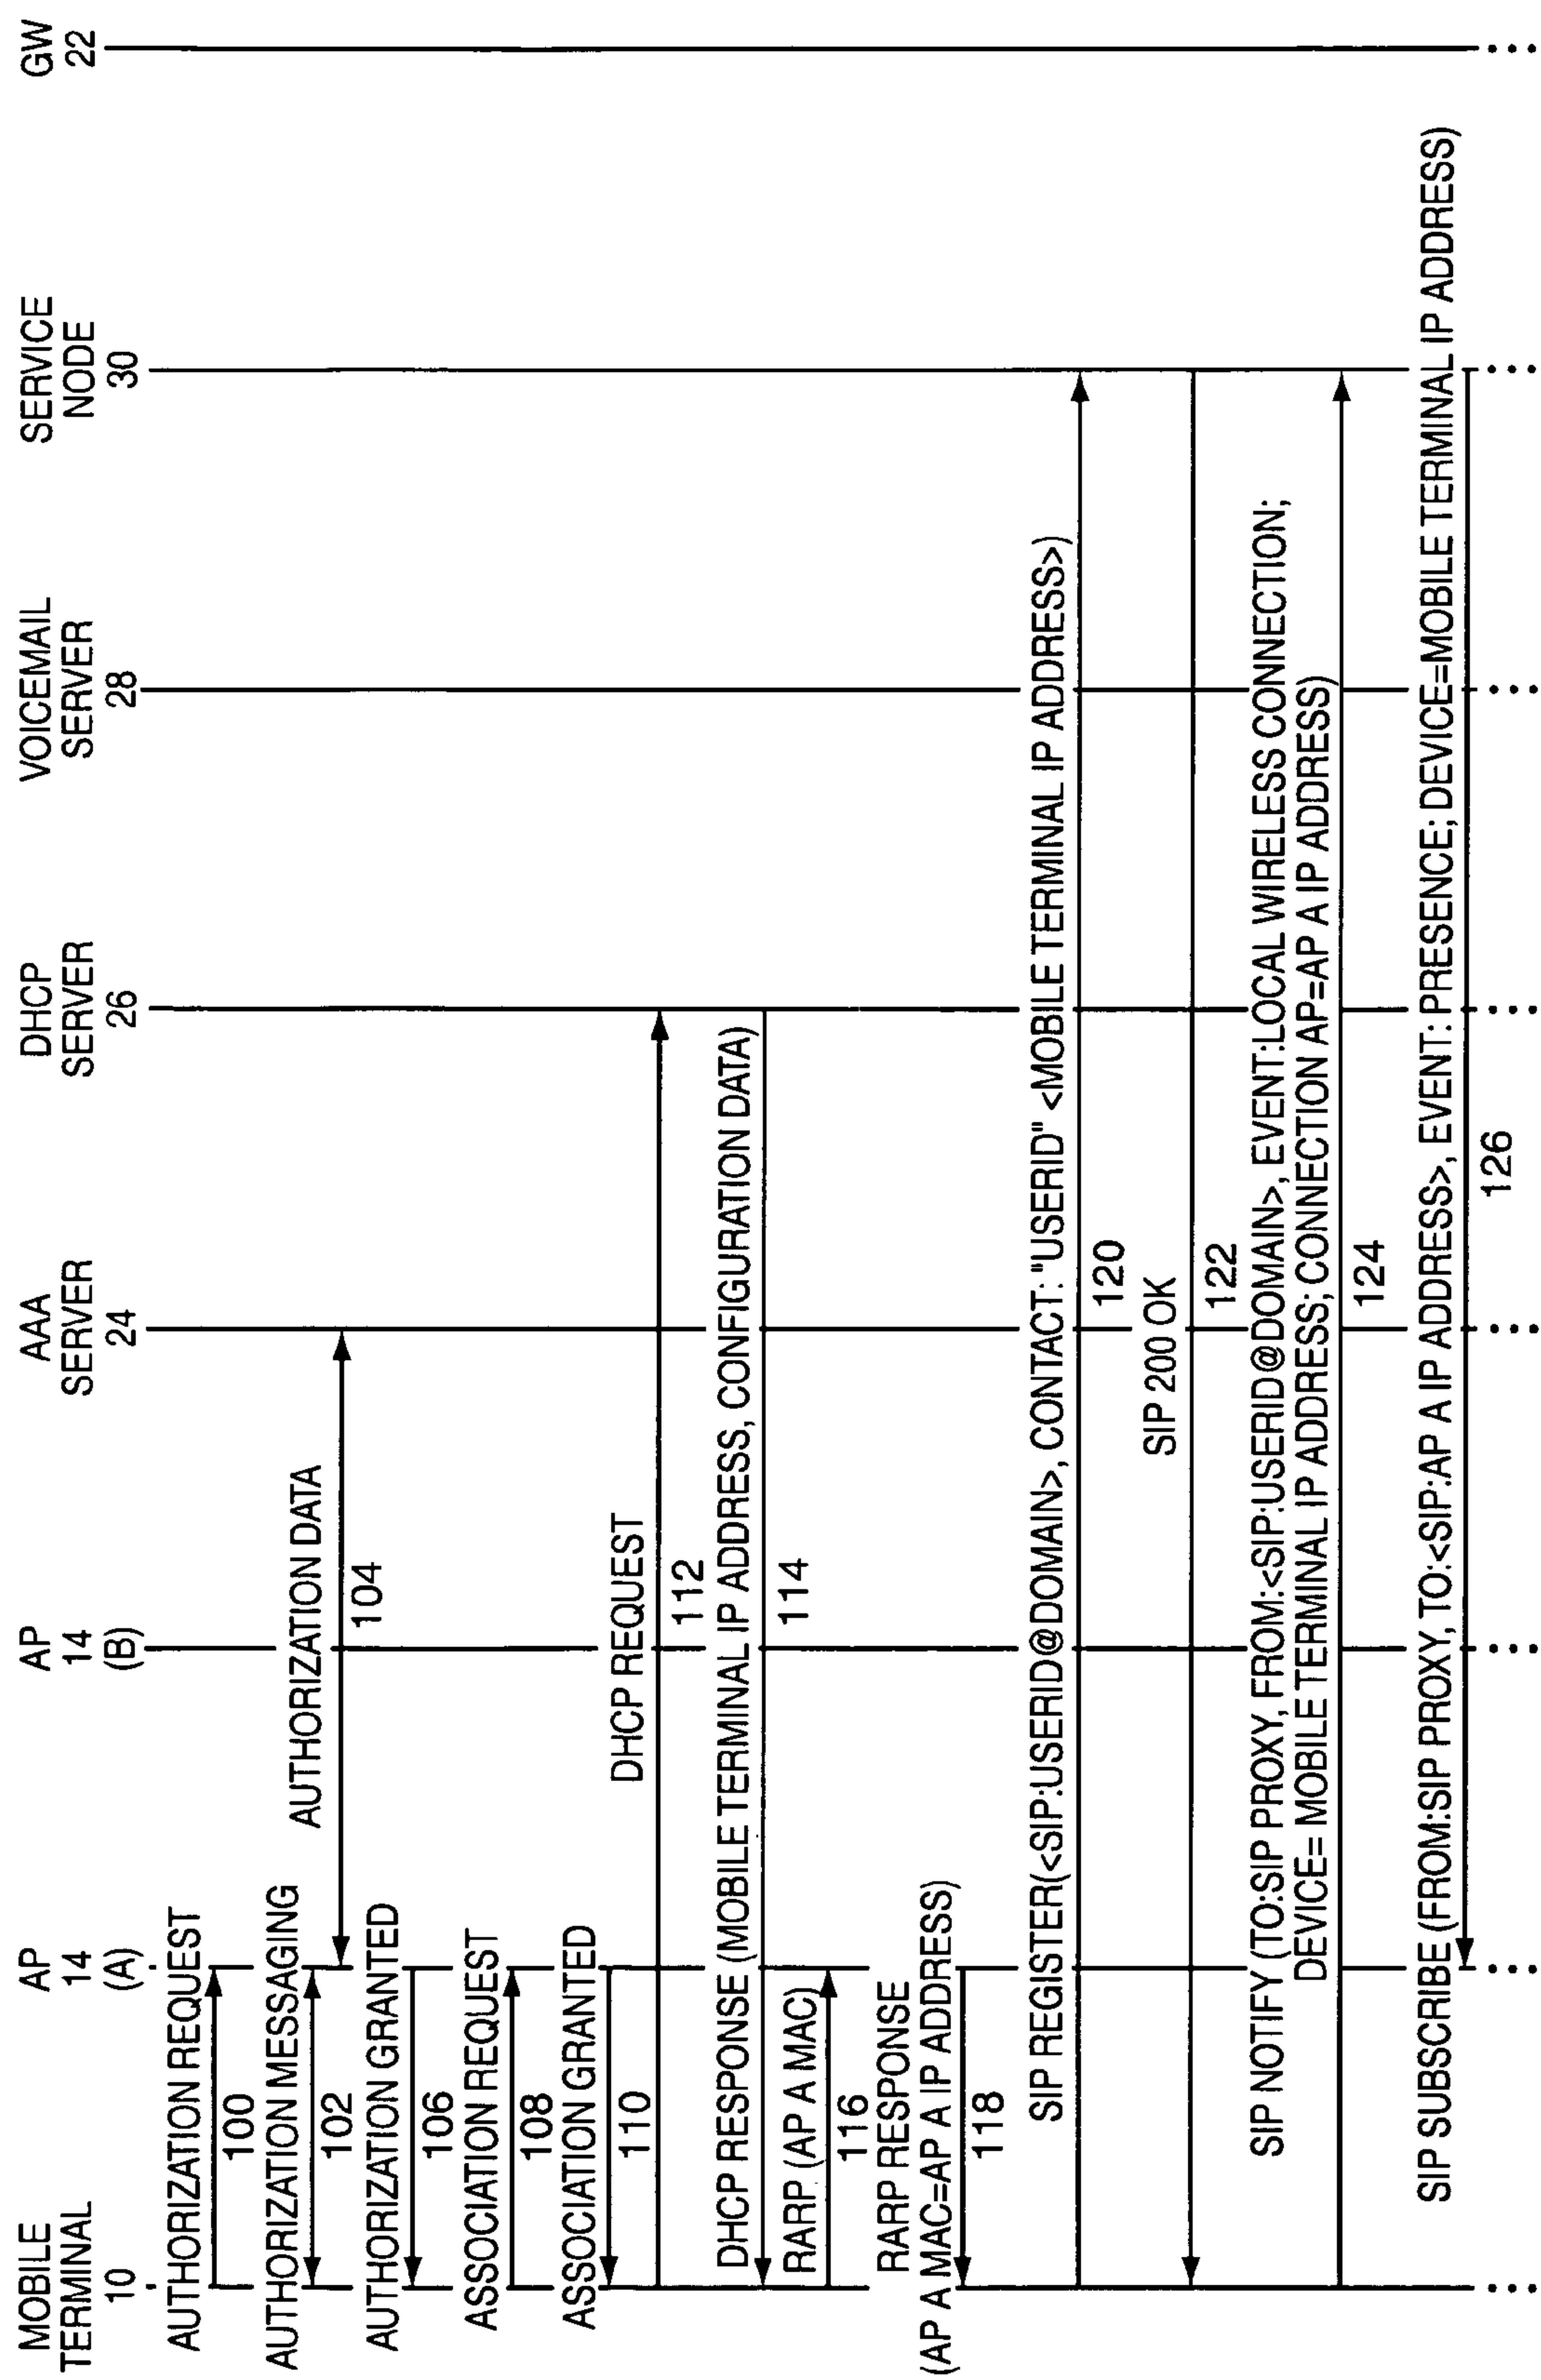 MOBILE
TERMINAL
10
AP
14
(A)
AP
14
(B)
AAA
SERVER
24
DHCP
SERVER
26
VOICEMAIL
SERVER
28
SERVICE
NODE
30
GW
22
AUTHORIZATION REQUEST
100
AUTHORIZATION MESSAGING
102
AUTHORIZATION DATA
104
AUTHORIZATION GRANTED
106
ASSOCIATION REQUEST
108
ASSOCIATION GRANTED
110
DHCP REQUEST
112
DHCP RESPONSE (MOBILE TERMINAL IP ADDRESS, CONFIGURATION DATA)
114
RARP (AP A MAC)
116
RARP RESPONSE
(AP A MAC=AP A IP ADDRESS)
118
SIP REGISTER(<SIP:USERID@DOMAIN>, CONTACT: "USERID" <MOBILE TERMINAL IP ADDRESS>)
120
SIP 200 OK
122
SIP NOTIFY (TO:SIP PROXY, FROM:<SIP:USERID@DOMAIN>, EVENT:LOCAL WIRELESS CONNECTION;
DEVICE= MOBILE TERMINAL IP ADDRESS; CONNECTION AP=AP A IP ADDRESS)
124
SIP SUBSCRIBE (FROM:SIP PROXY, TO:<SIP:AP A IP ADDRESS>, EVENT: PRESENCE; DEVICE=MOBILE TERMINAL IP ADDRESS)
126